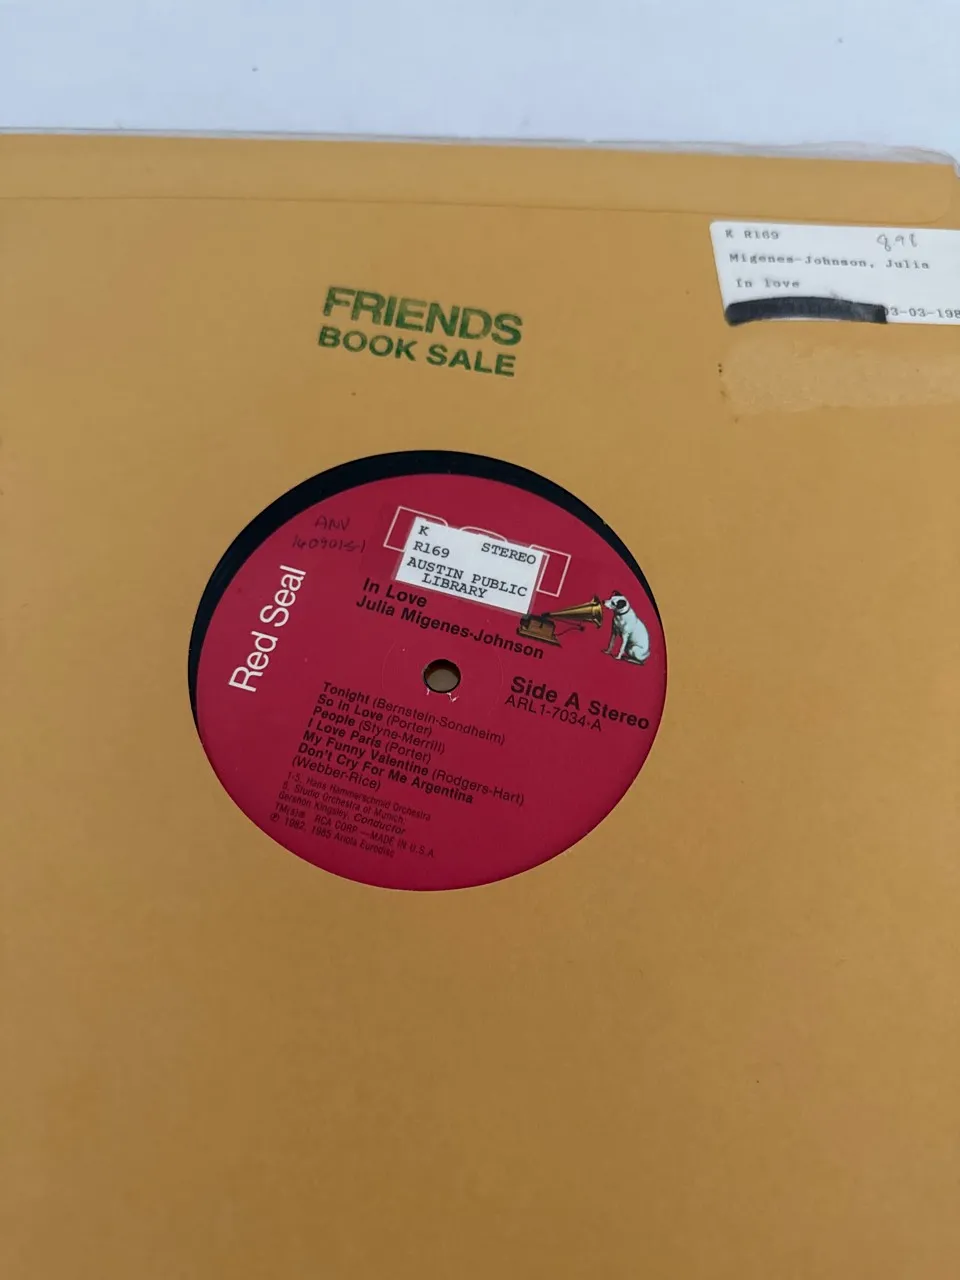 K R169 898
Migenes-Johnson, Julia
In love
03-03-198
FRIENDS
BOOK SALE
ANV
K STEREO
R169
AUSTIN PUBLIC
LIBRARY
Red Seal
In Love
Julia Migenes-Johnson
Side A Stereo
ARL1-7034-A
Tonight (Bernstein-Sondheim)
So In Love (Porter)
People (Styne-Merrill)
I Love Paris (Porter)
My Funny Valentine (Rodgers-Hart)
Don't Cry For Me Argentina
(Webber-Rice)
1-5, Hans Hammerschmid Orchestra
6, Studio Orchestra of Munich,
Gershon Kingsley, Conductor
TM(s)® RCA CORP —MADE IN U.S.A.
℗ 1982, 1985 Ariola Eurodisc